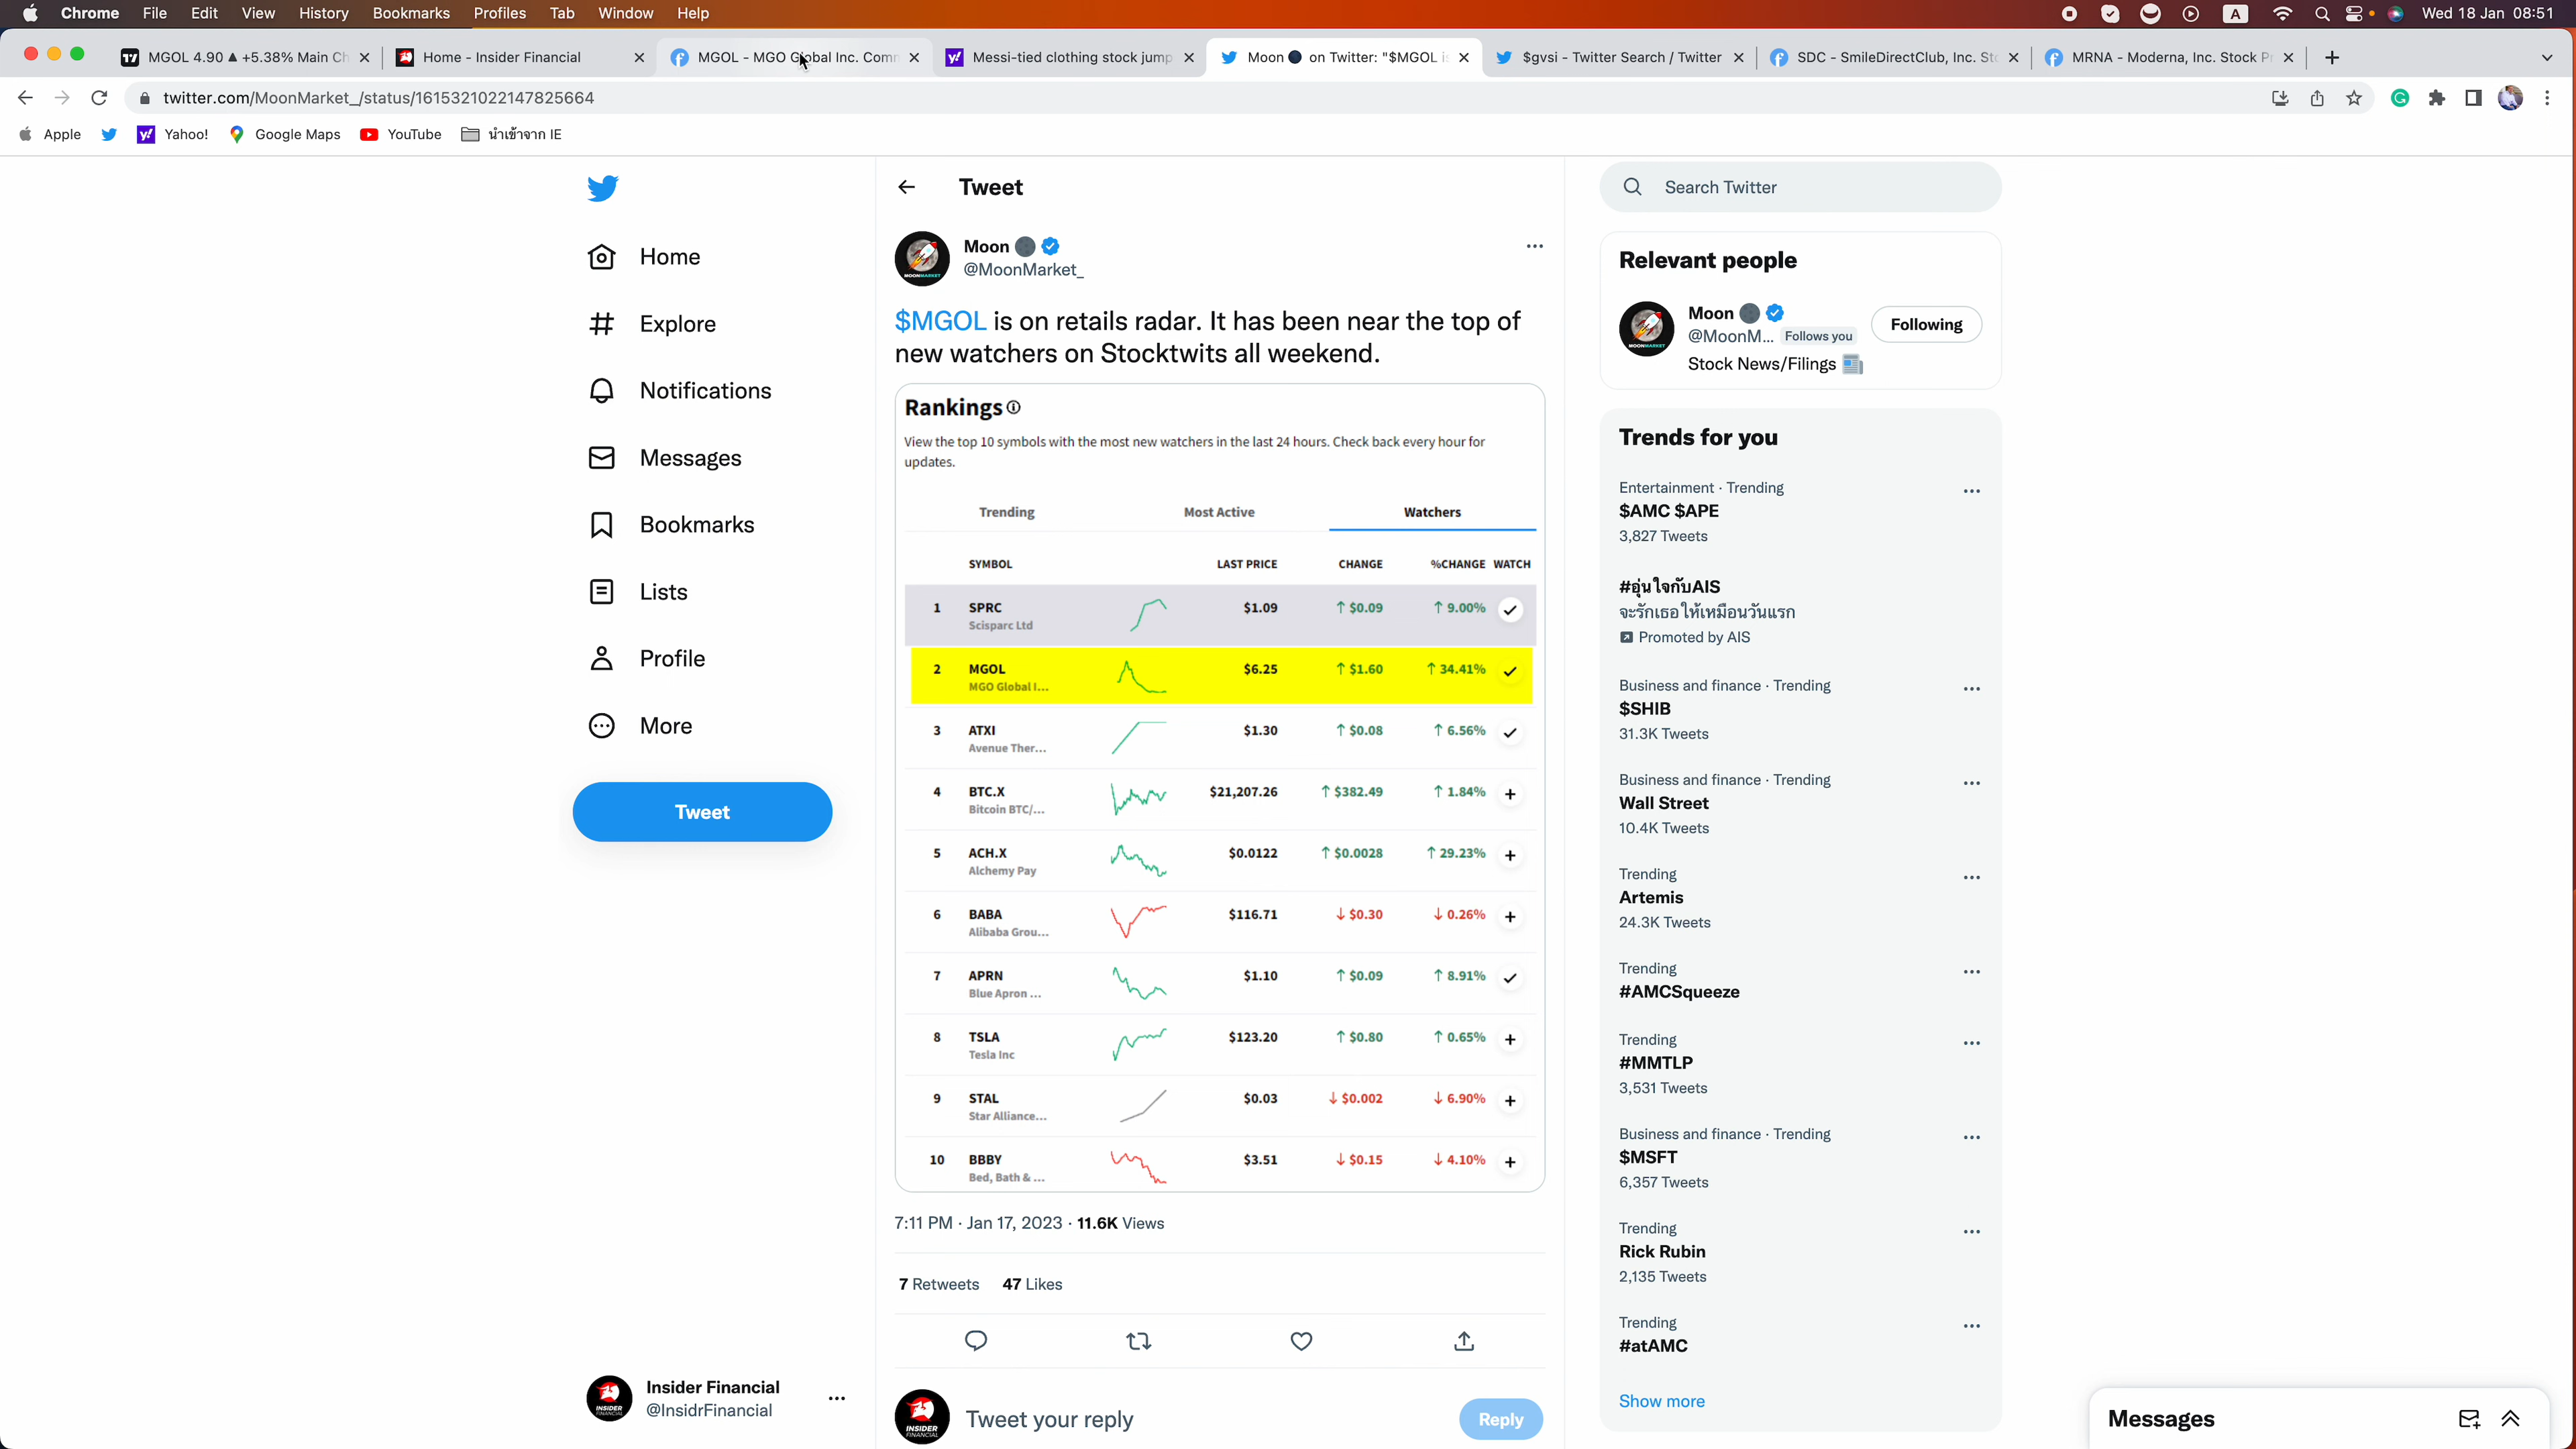 Chrome File Edit View History Bookmarks Profiles Tab Window Help
A Wed 18 Jan 08:51
MGOL 4.90 ▲ +5.38% Main Ch
Home - Insider Financial
MGOL - MGO Global Inc. Comm
Messi-tied clothing stock jump
Moon 🌑 on Twitter: "$MGOL is
$gvsi - Twitter Search / Twitter
SDC - SmileDirectClub, Inc. Sto
MRNA - Moderna, Inc. Stock Pr
twitter.com/MoonMarket_/status/1615321022147825664
Apple Yahoo! Google Maps YouTube นำเข้าจาก IE
Home
Explore
Notifications
Messages
Bookmarks
Lists
Profile
More
Tweet
Insider Financial
@InsidrFinancial
Tweet
Moon 🌑
@MoonMarket_
$MGOL is on retails radar. It has been near the top of
new watchers on Stocktwits all weekend.
Rankings
View the top 10 symbols with the most new watchers in the last 24 hours. Check back every hour for
updates.
Trending Most Active Watchers
SYMBOL LAST PRICE CHANGE %CHANGE WATCH
1 SPRC $1.09 ↑ $0.09 ↑ 9.00%
Scisparc Ltd
2 MGOL $6.25 ↑ $1.60 ↑ 34.41%
MGO Global I...
3 ATXI $1.30 ↑ $0.08 ↑ 6.56%
Avenue Ther...
4 BTC.X $21,207.26 ↑ $382.49 ↑ 1.84%
Bitcoin BTC/...
5 ACH.X $0.0122 ↑ $0.0028 ↑ 29.23%
Alchemy Pay
6 BABA $116.71 ↓ $0.30 ↓ 0.26%
Alibaba Grou...
7 APRN $1.10 ↑ $0.09 ↑ 8.91%
Blue Apron ...
8 TSLA $123.20 ↑ $0.80 ↑ 0.65%
Tesla Inc
9 STAL $0.03 ↓ $0.002 ↓ 6.90%
Star Alliance...
10 BBBY $3.51 ↓ $0.15 ↓ 4.10%
Bed, Bath & ...
7:11 PM · Jan 17, 2023 · 11.6K Views
7 Retweets 47 Likes
Tweet your reply
Reply
Search Twitter
Relevant people
Moon 🌑
@MoonM... Follows you
Following
Stock News/Filings 📰
Trends for you
Entertainment · Trending
$AMC $APE
3,827 Tweets
#อุ่นใจกับAIS
จะรักเธอให้เหมือนวันแรก
Promoted by AIS
Business and finance · Trending
$SHIB
31.3K Tweets
Business and finance · Trending
Wall Street
10.4K Tweets
Trending
Artemis
24.3K Tweets
Trending
#AMCSqueeze
Trending
#MMTLP
3,531 Tweets
Business and finance · Trending
$MSFT
6,357 Tweets
Trending
Rick Rubin
2,135 Tweets
Trending
#atAMC
Show more
Messages